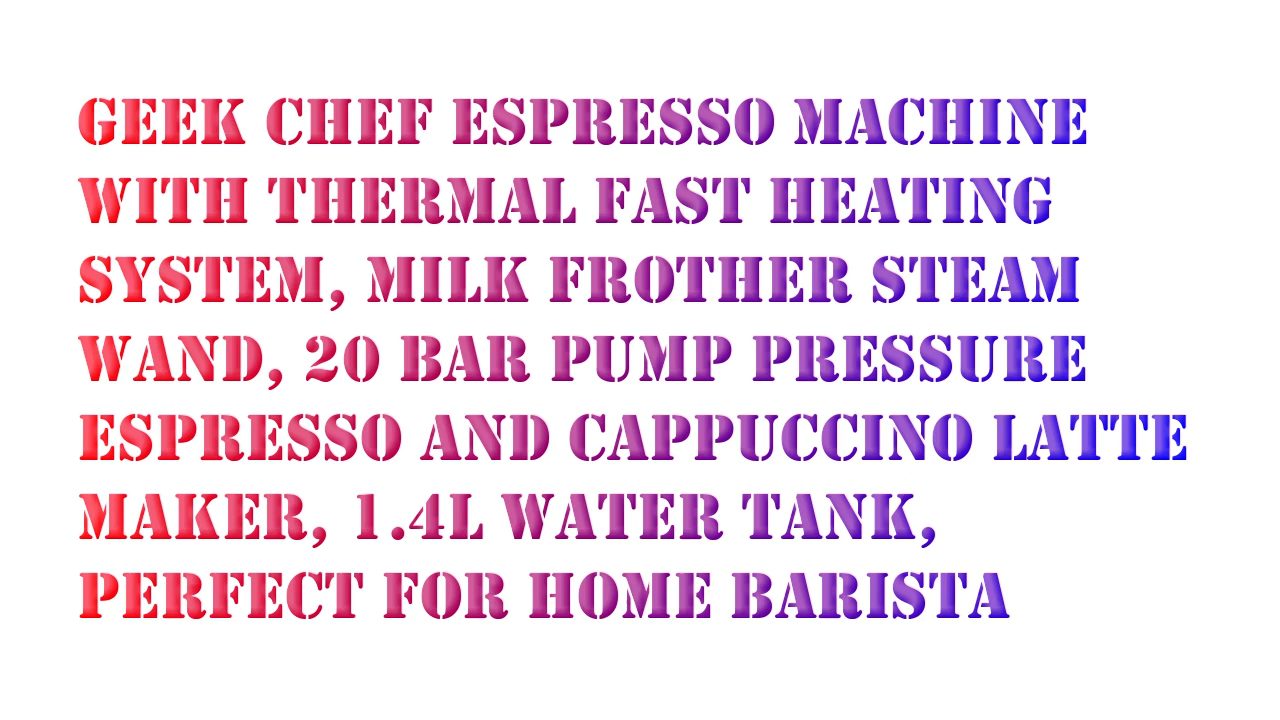 GEEK CHEF ESPRESSO MACHINE
WITH THERMAL FAST HEATING
SYSTEM, MILK FROTHER STEAM
WAND, 20 BAR PUMP PRESSURE
ESPRESSO AND CAPPUCCINO LATTE
MAKER, 1.4L WATER TANK,
PERFECT FOR HOME BARISTA